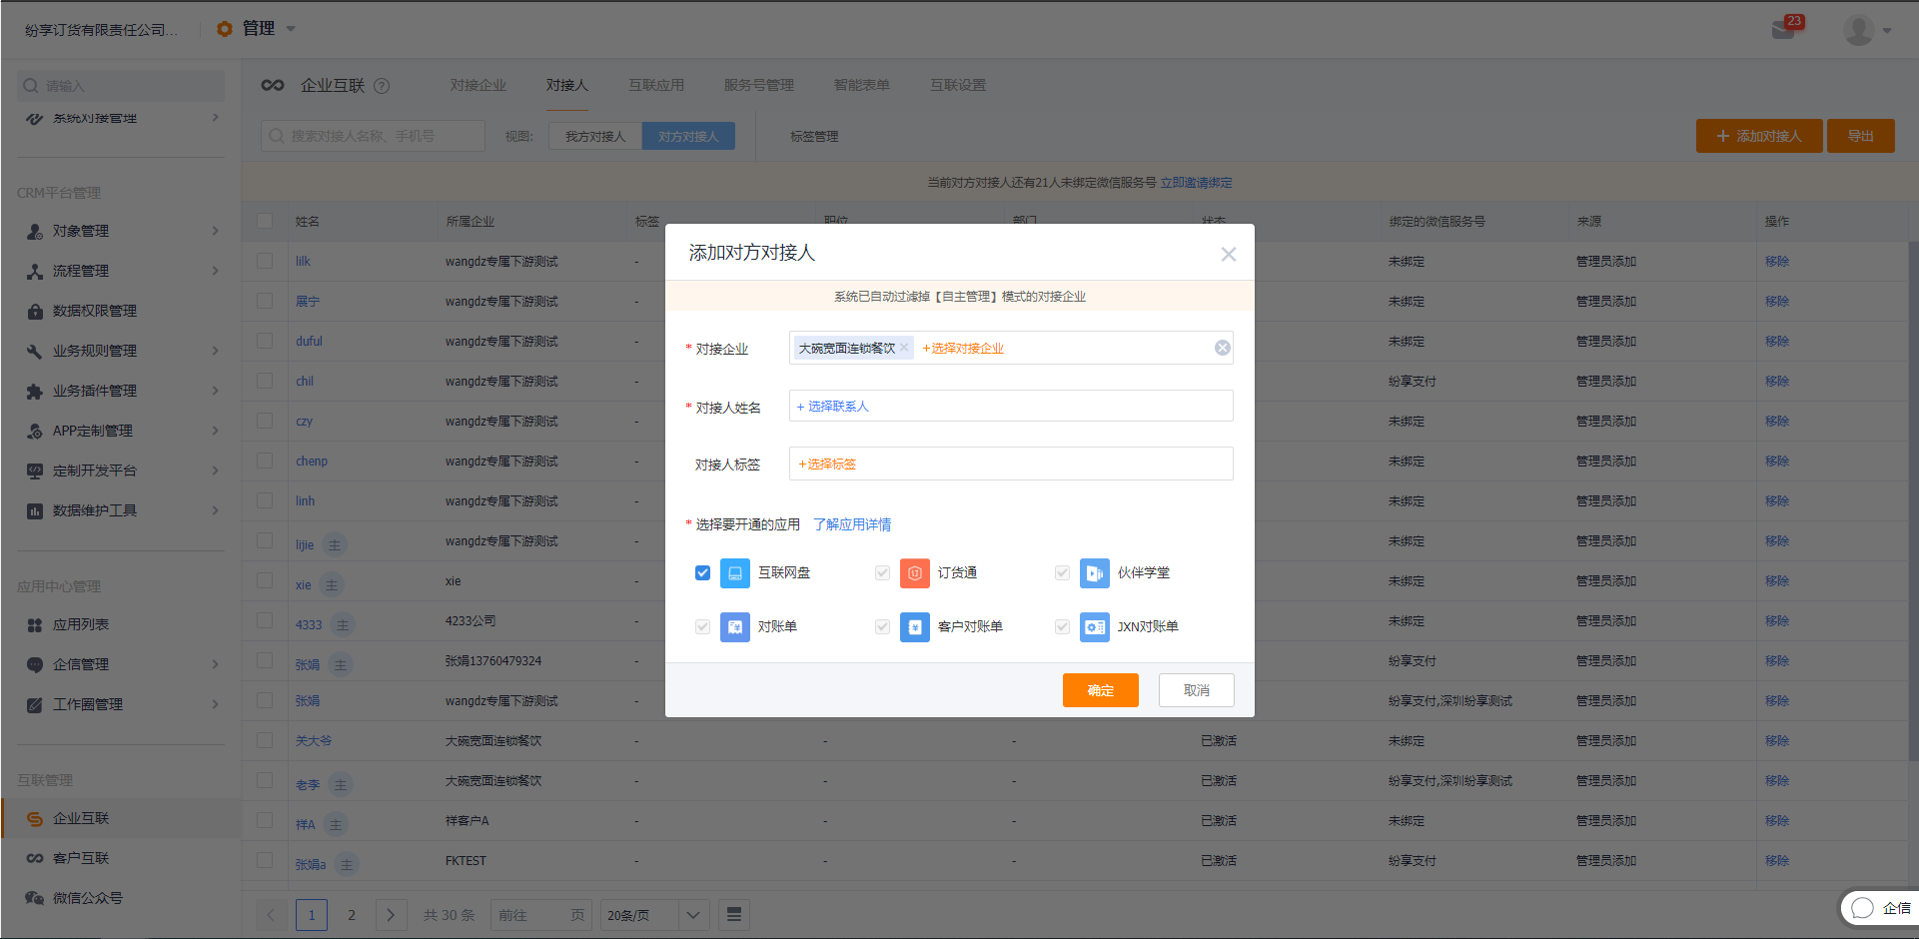 纷享订货有限责任公司...
管理
23
请输入
系统对接管理
CRM平台管理
对象管理
流程管理
数据权限管理
业务规则管理
业务插件管理
APP定制管理
定制开发平台
数据维护工具
应用中心管理
应用列表
企信管理
工作圈管理
互联管理
企业互联
客户互联
微信公众号
企业互联 ?
对接企业 对接人 互联应用 服务号管理 智能表单 互联设置
搜索对接人名称、手机号 视图: 我方对接人 对方对接人 标签管理 + 添加对接人 导出
当前对方对接人还有21人未绑定微信服务号 立即邀请绑定
姓名 所属企业 标签 职位 部门 状态 绑定的微信服务号 来源 操作
lilk wangdz专属下游测试 - 未绑定 管理员添加 移除
展宁 wangdz专属下游测试 - 未绑定 管理员添加 移除
duful wangdz专属下游测试 - 未绑定 管理员添加 移除
chil wangdz专属下游测试 - 纷享支付 管理员添加 移除
czy wangdz专属下游测试 - 未绑定 管理员添加 移除
chenp wangdz专属下游测试 - 未绑定 管理员添加 移除
linh wangdz专属下游测试 - 未绑定 管理员添加 移除
lijie 主 wangdz专属下游测试 - 未绑定 管理员添加 移除
xie 主 xie - 未绑定 管理员添加 移除
4333 主 4233公司 - 未绑定 管理员添加 移除
张娟 主 张娟13760479324 - 纷享支付 管理员添加 移除
张娟 wangdz专属下游测试 - 纷享支付,深圳纷享测试 管理员添加 移除
关大爷 大碗宽面连锁餐饮 - - - 已激活 未绑定 管理员添加 移除
老李 主 大碗宽面连锁餐饮 - - - 已激活 纷享支付,深圳纷享测试 管理员添加 移除
祥A 主 祥客户A - - - 已激活 未绑定 管理员添加 移除
张娟a 主 FKTEST - - - 已激活 纷享支付 管理员添加 移除
1 2 共 30 条 前往 页 20条/页
添加对方对接人
系统已自动过滤掉【自主管理】模式的对接企业
* 对接企业 大碗宽面连锁餐饮 +选择对接企业
* 对接人姓名 + 选择联系人
对接人标签 +选择标签
* 选择要开通的应用 了解应用详情
互联网盘 订货通 伙伴学堂
对账单 客户对账单 JXN对账单
确定 取消
企信